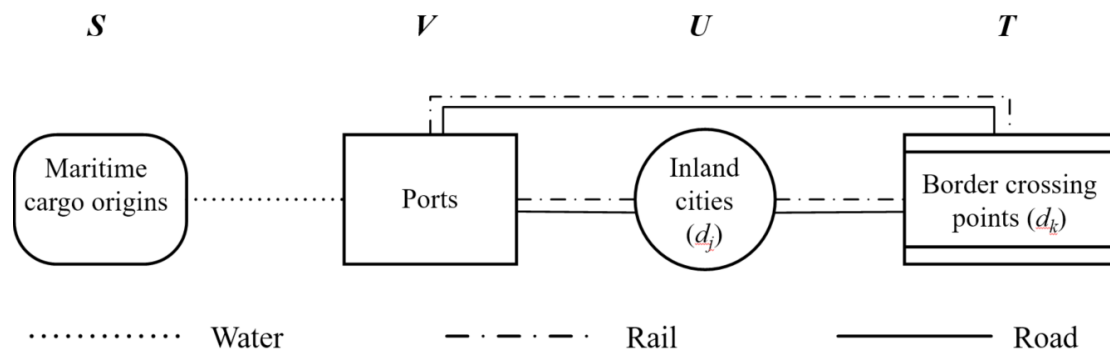 S V U T
Maritime
cargo origins
Ports
Inland
cities
(dj)
Border crossing
points (dk)
Water Rail Road